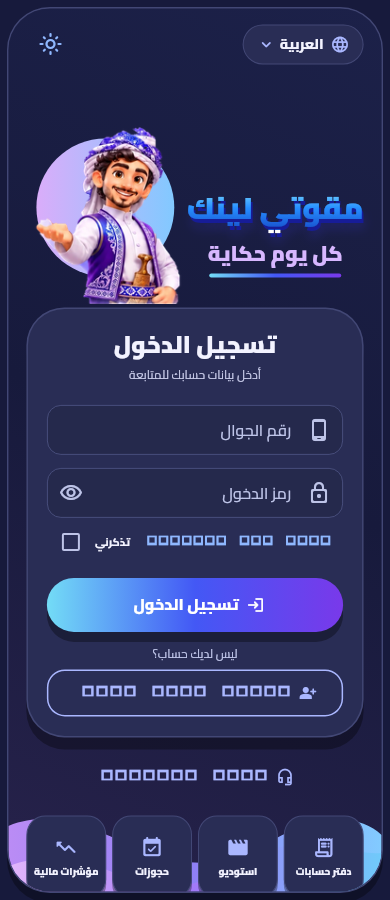 العربية
مقوتي لينك
كل يوم حكاية
تسجيل الدخول
أدخل بيانات حسابك للمتابعة
رقم الجوال
رمز الدخول
تذكرني
تسجيل الدخول
ليس لديك حساب؟
دفتر حسابات
استوديو
حجوزات
مؤشرات مالية